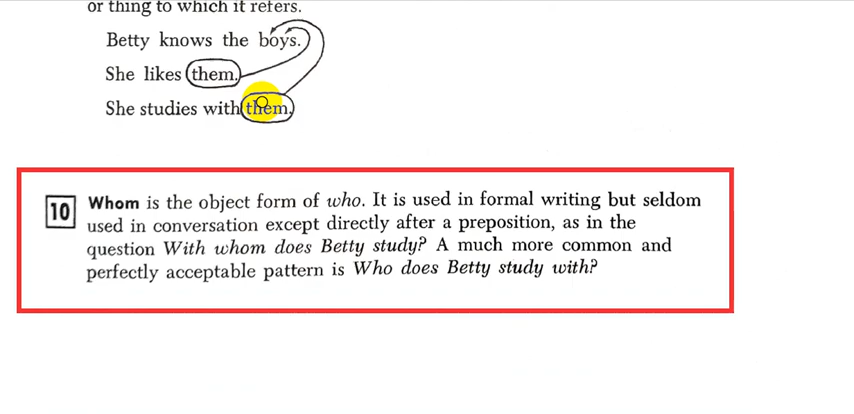 or thing to which it refers.
Betty knows the boys.
She likes them.
She studies with them.
10 Whom is the object form of who. It is used in formal writing but seldom
used in conversation except directly after a preposition, as in the
question With whom does Betty study? A much more common and
perfectly acceptable pattern is Who does Betty study with?